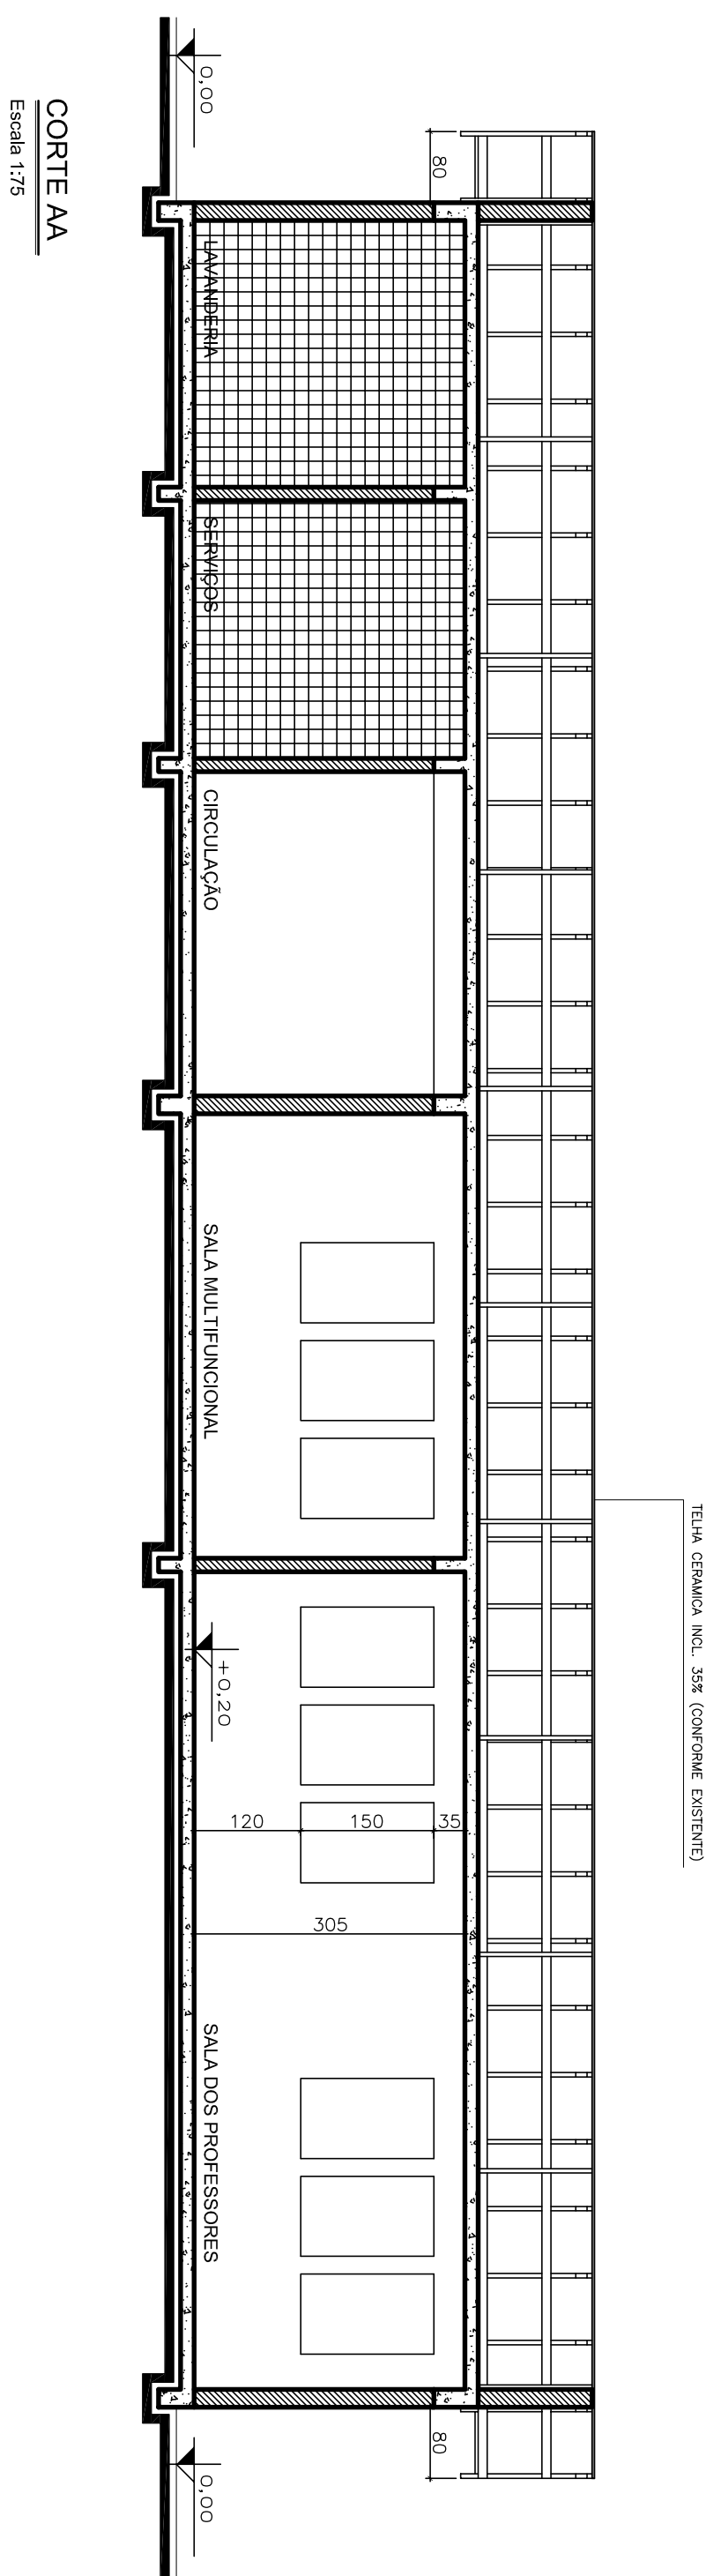 TELHA CERAMICA INCL. 35% (CONFORME EXISTENTE)
80
80
35
150
120
305
+0,20
LAVANDERIA
SERVIÇOS
CIRCULAÇÃO
SALA MULTIFUNCIONAL
SALA DOS PROFESSORES
0,00
0,00
CORTE AA
Escala 1:75